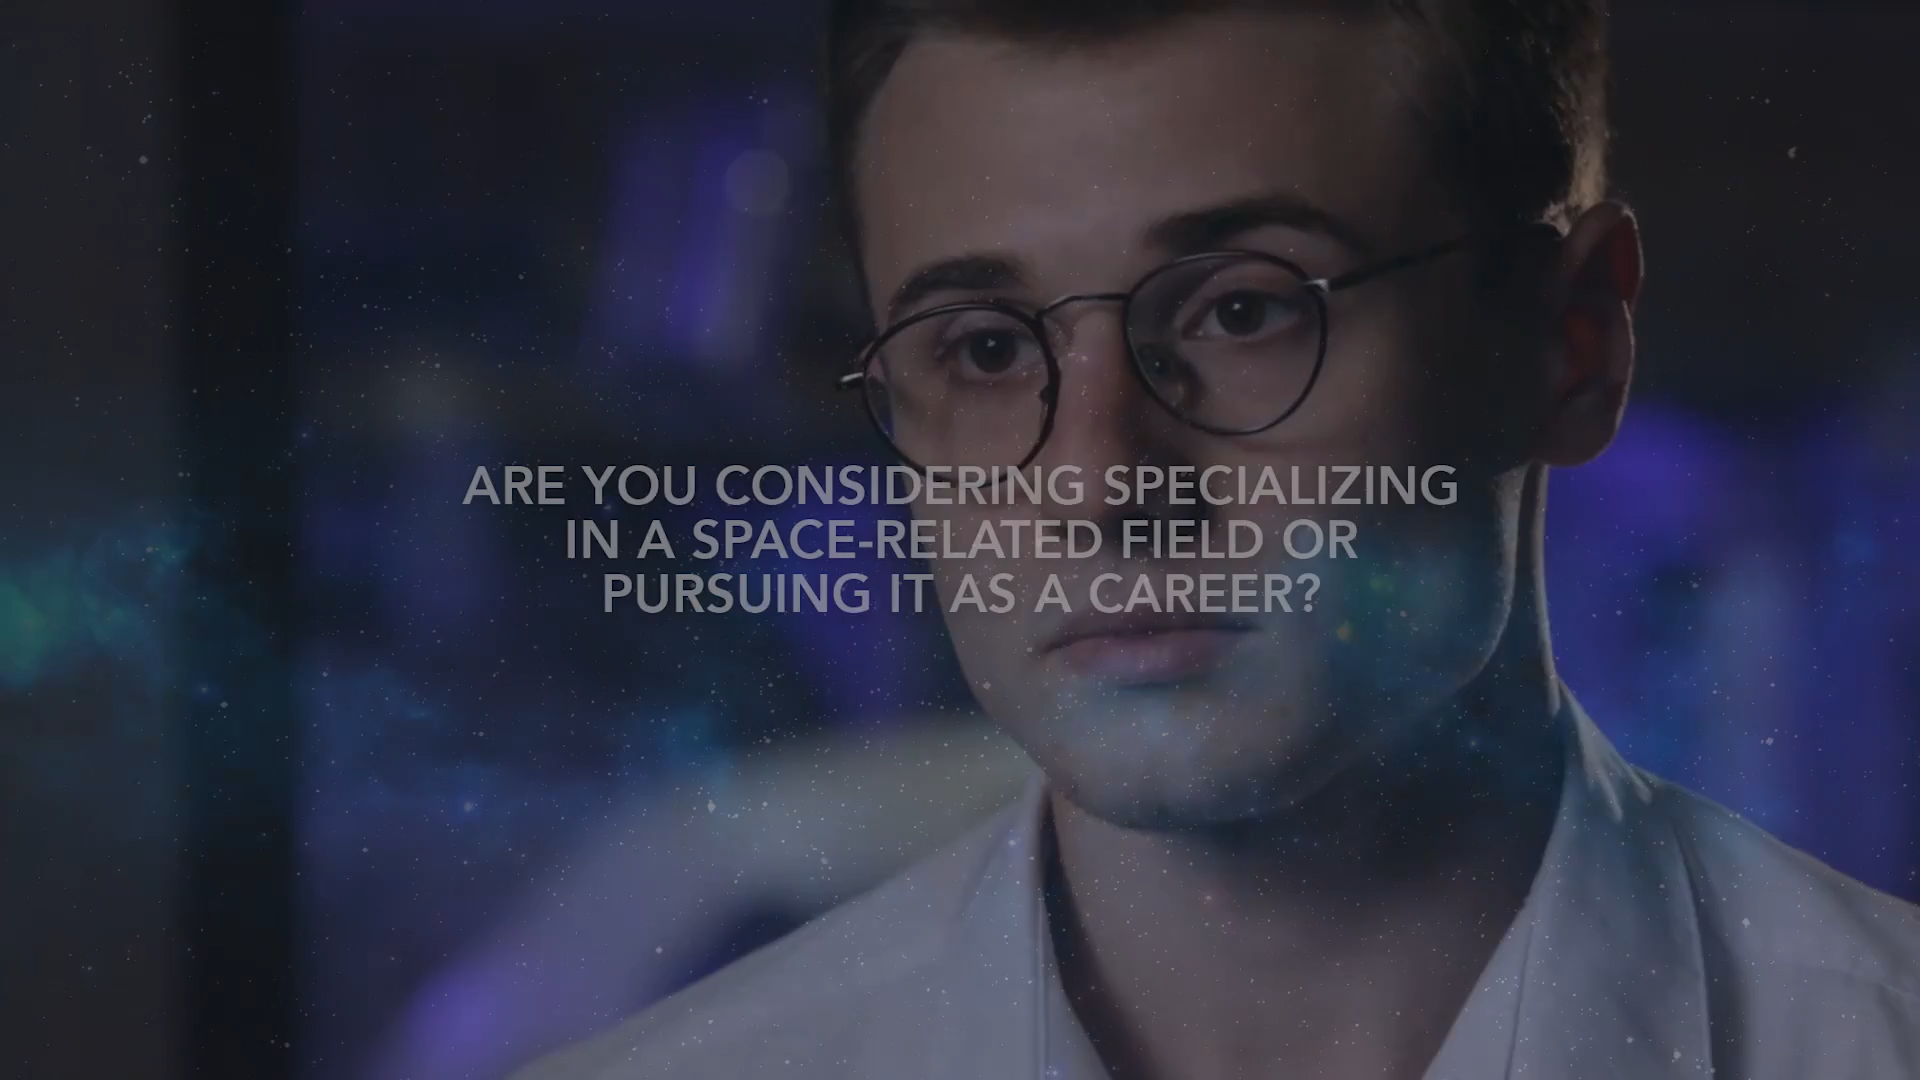 ARE YOU CONSIDERING SPECIALIZING
IN A SPACE-RELATED FIELD OR
PURSUING IT AS A CAREER?